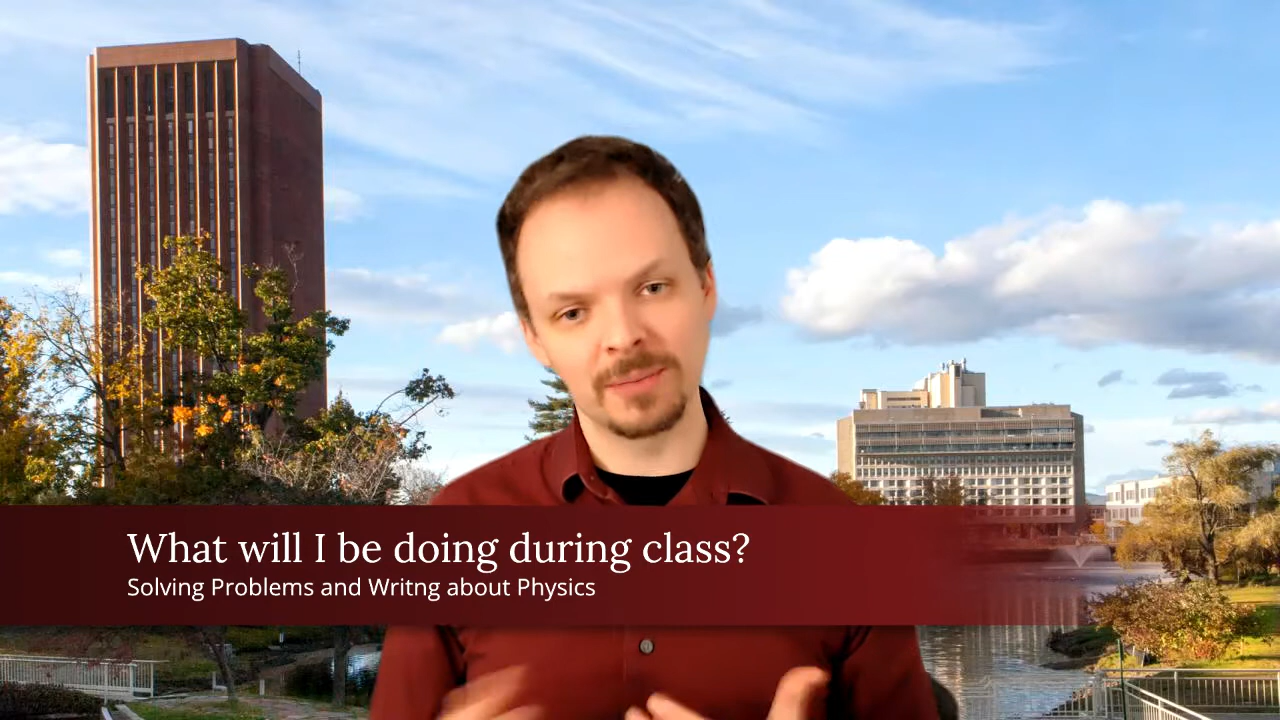 What will I be doing during class?
Solving Problems and Writng about Physics